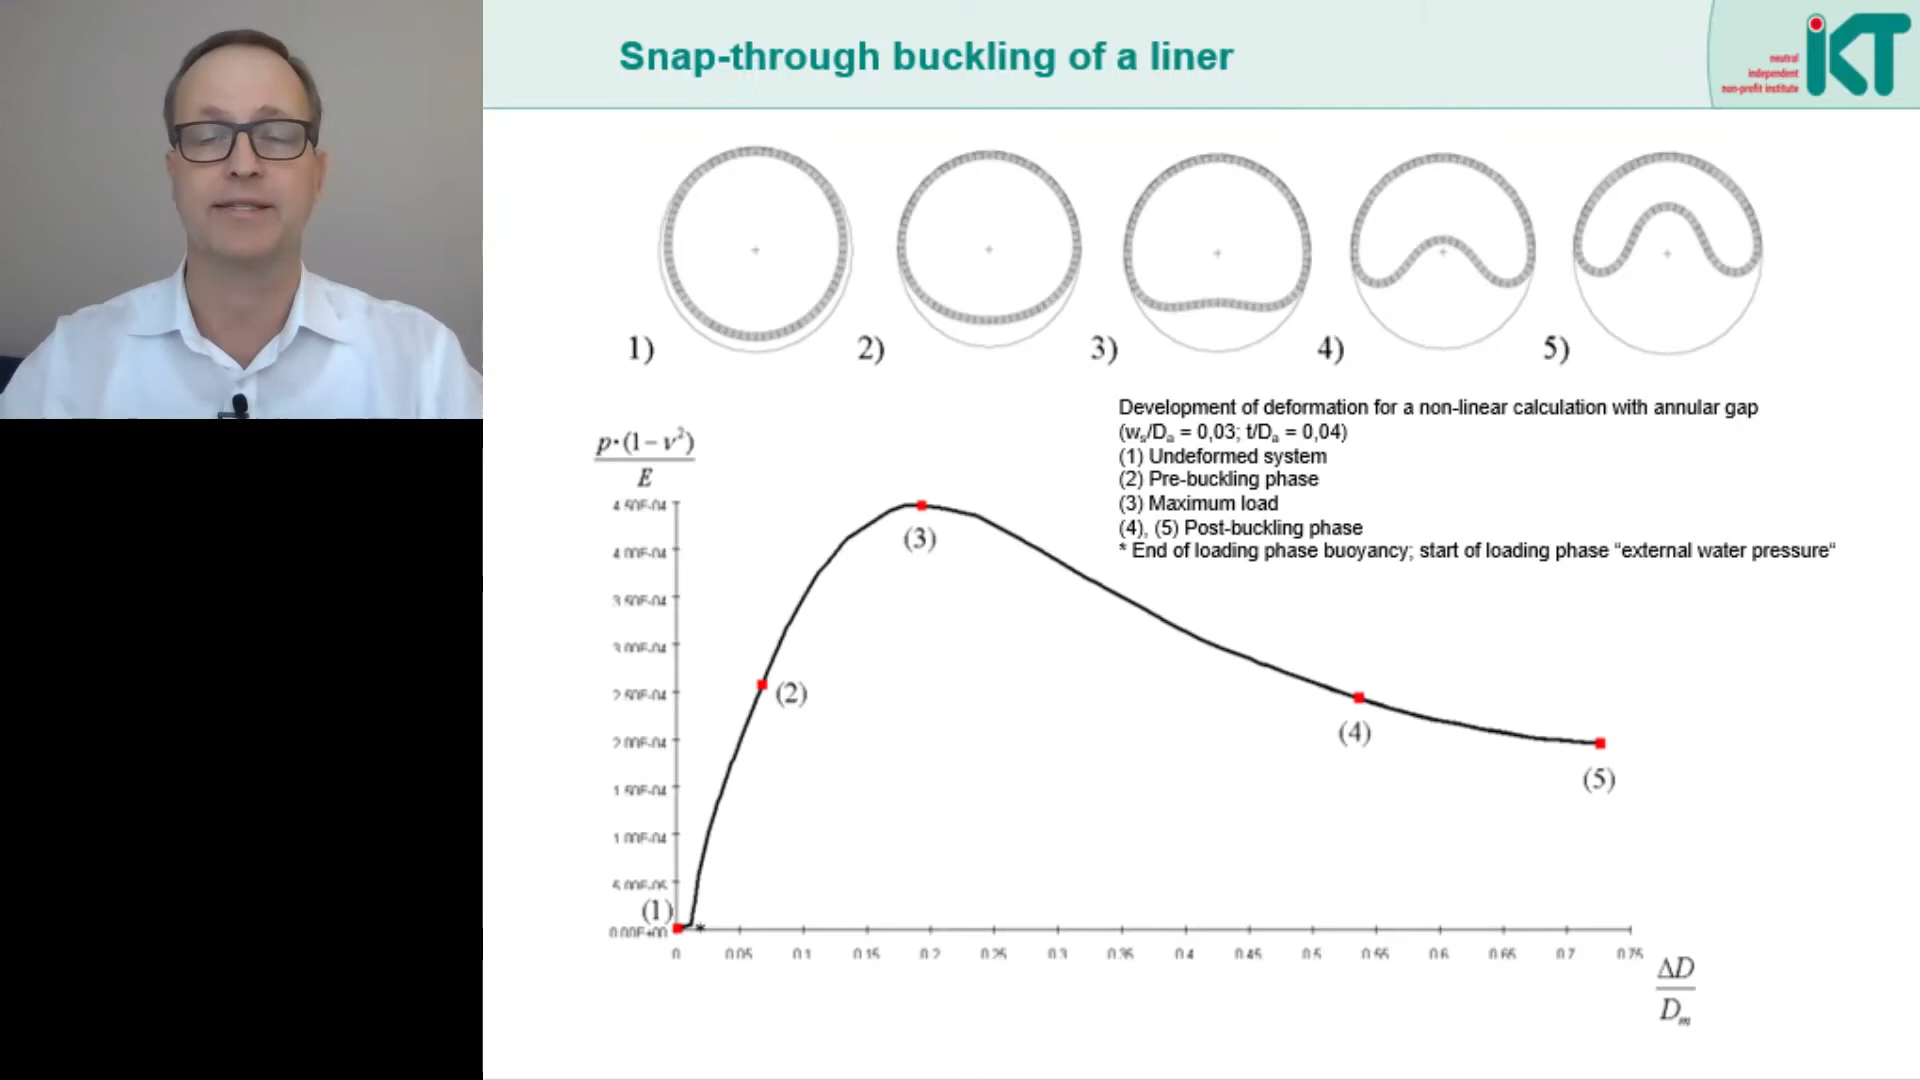 Snap-through buckling of a liner
neutral
independent
non-profit institute
iKT
1)
2)
3)
4)
5)
Development of deformation for a non-linear calculation with annular gap
(wₛ/Dₐ = 0,03; t/Dₐ = 0,04)
(1) Undeformed system
(2) Pre-buckling phase
(3) Maximum load
(4), (5) Post-buckling phase
* End of loading phase buoyancy; start of loading phase “external water pressure“
p·(1−ν²)
E
4.50E-04
4.00E-04
3.50E-04
3.00E-04
2.50E-04
2.00E-04
1.50E-04
1.00E-04
5.00E-05
0.00E+00
(1)
*
(2)
(3)
(4)
(5)
0 0.05 0.1 0.15 0.2 0.25 0.3 0.35 0.4 0.45 0.5 0.55 0.6 0.65 0.7 0.75
ΔD
Dₘ